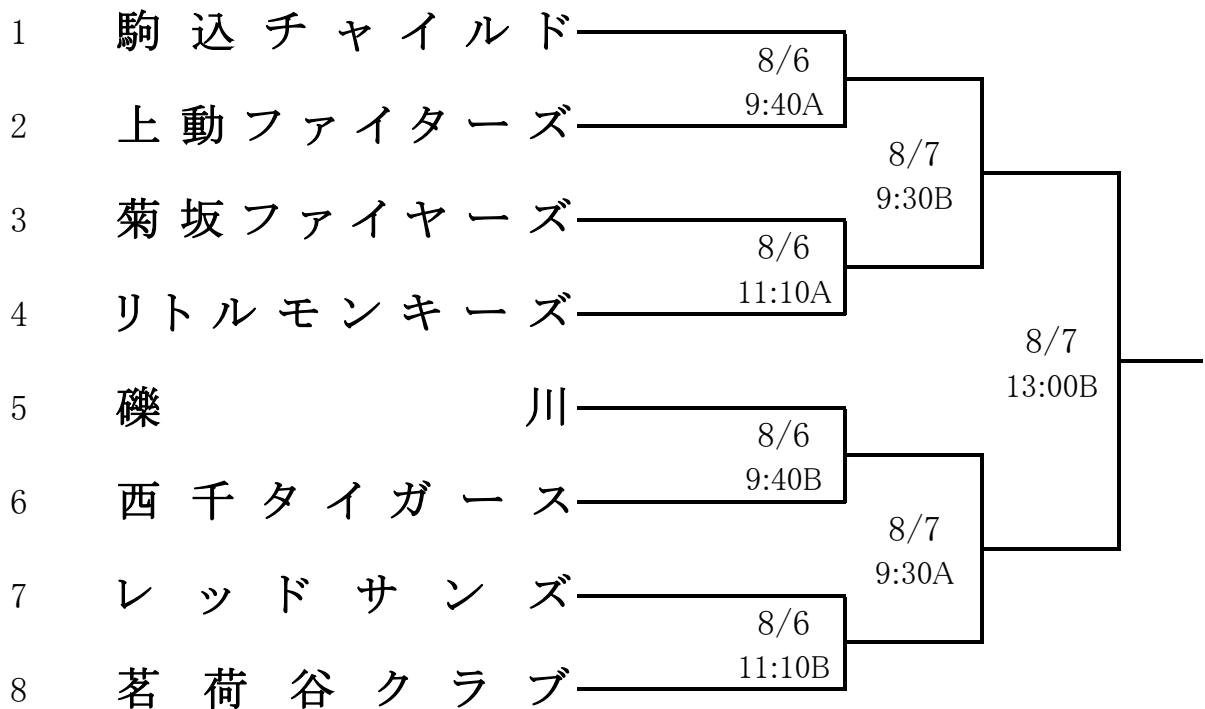 1 駒込チャイルド
8/6
9:40A
2 上動ファイターズ
8/7
9:30B
3 菊坂ファイヤーズ
8/6
11:10A
4 リトルモンキーズ
8/7
13:00B
5 礫川
8/6
9:40B
6 西千タイガース
8/7
9:30A
7 レッドサンズ
8/6
11:10B
8 茗荷谷クラブ